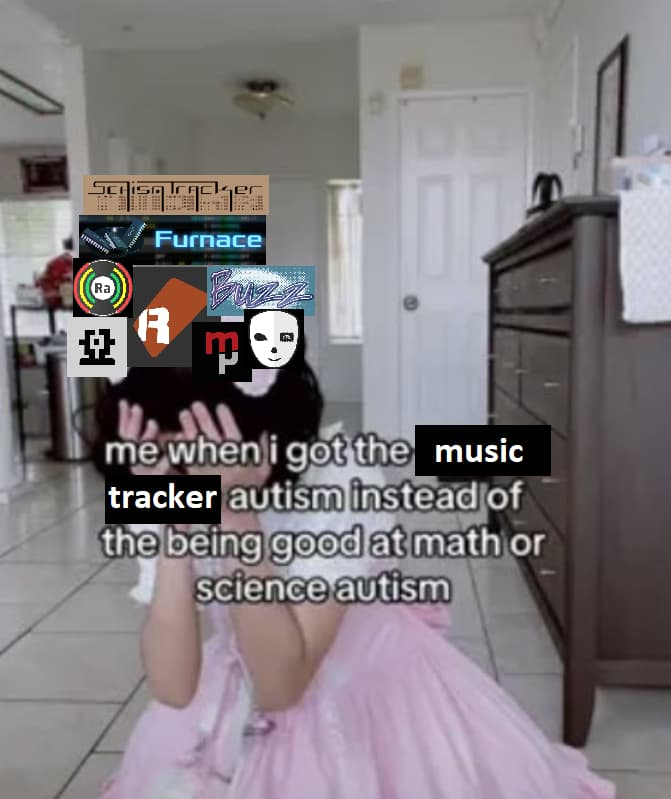 SchismTracker
Furnace
Ra
Buzz
R
mp
me when i got the music
tracker autism instead of
the being good at math or
science autism